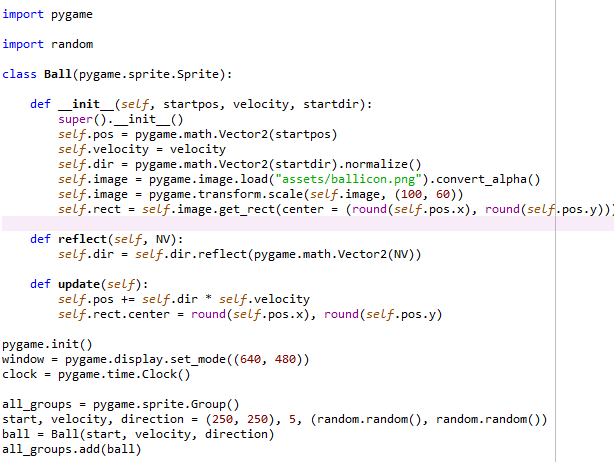 import pygame
import random
class Ball(pygame.sprite.Sprite):
def __init__(self, startpos, velocity, startdir):
super().__init__()
self.pos = pygame.math.Vector2(startpos)
self.velocity = velocity
self.dir = pygame.math.Vector2(startdir).normalize()
self.image = pygame.image.load("assets/ballicon.png").convert_alpha()
self.image = pygame.transform.scale(self.image, (100, 60))
self.rect = self.image.get_rect(center = (round(self.pos.x), round(self.pos.y)))
def reflect(self, NV):
self.dir = self.dir.reflect(pygame.math.Vector2(NV))
def update(self):
self.pos += self.dir * self.velocity
self.rect.center = round(self.pos.x), round(self.pos.y)
pygame.init()
window = pygame.display.set_mode((640, 480))
clock = pygame.time.Clock()
all_groups = pygame.sprite.Group()
start, velocity, direction = (250, 250), 5, (random.random(), random.random())
ball = Ball(start, velocity, direction)
all_groups.add(ball)